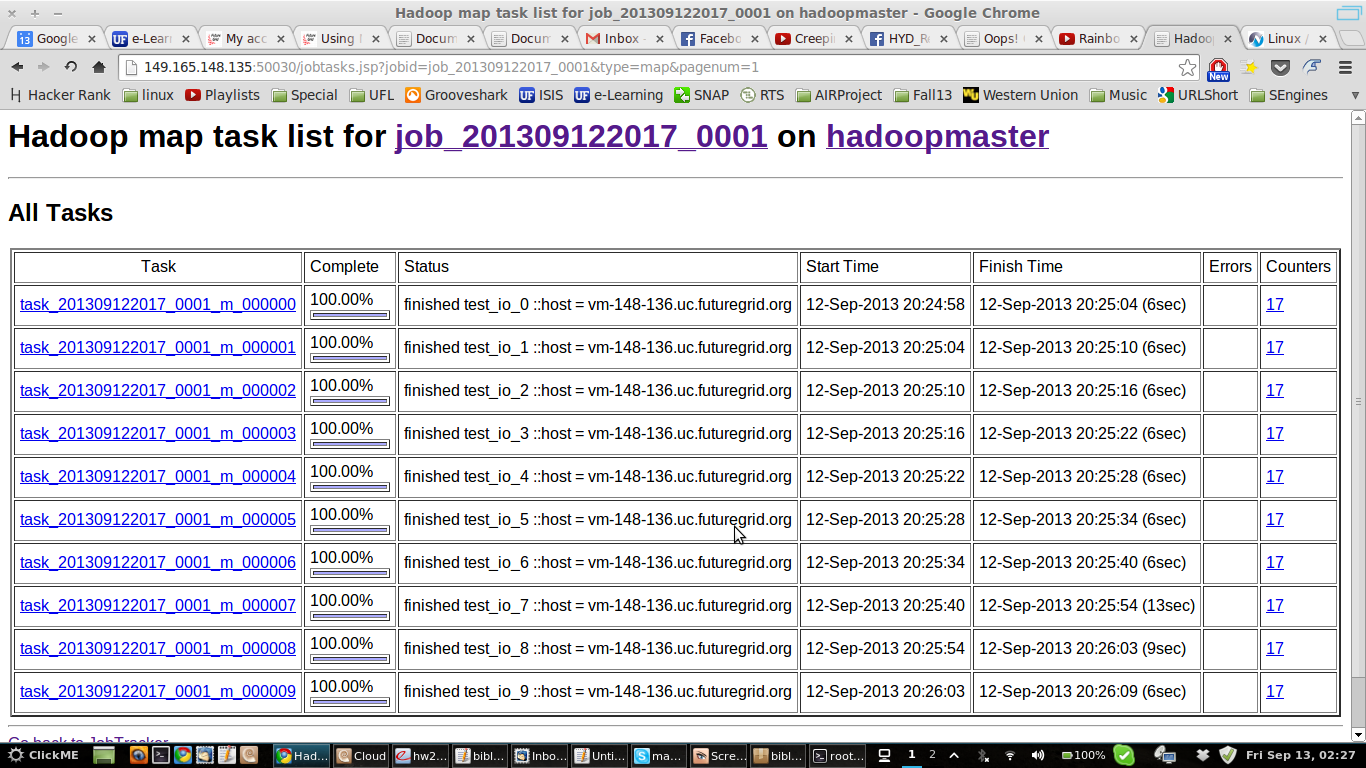 Hadoop map task list for job_201309122017_0001 on hadoopmaster - Google Chrome
Google e-Lear My acc Using Docum Docum Inbox - Facebo Creepi HYD_R Oops! Rainbo Hadoo Linux /
149.165.148.135:50030/jobtasks.jsp?jobid=job_201309122017_0001&type=map&pagenum=1 New
Hacker Rank linux Playlists Special UFL Grooveshark ISIS e-Learning SNAP RTS AIRProject Fall13 Western Union Music URLShort SEngines
Hadoop map task list for job_201309122017_0001 on hadoopmaster
All Tasks
Task Complete Status Start Time Finish Time Errors Counters
task_201309122017_0001_m_000000 100.00% finished test_io_0 ::host = vm-148-136.uc.futuregrid.org 12-Sep-2013 20:24:58 12-Sep-2013 20:25:04 (6sec) 17
task_201309122017_0001_m_000001 100.00% finished test_io_1 ::host = vm-148-136.uc.futuregrid.org 12-Sep-2013 20:25:04 12-Sep-2013 20:25:10 (6sec) 17
task_201309122017_0001_m_000002 100.00% finished test_io_2 ::host = vm-148-136.uc.futuregrid.org 12-Sep-2013 20:25:10 12-Sep-2013 20:25:16 (6sec) 17
task_201309122017_0001_m_000003 100.00% finished test_io_3 ::host = vm-148-136.uc.futuregrid.org 12-Sep-2013 20:25:16 12-Sep-2013 20:25:22 (6sec) 17
task_201309122017_0001_m_000004 100.00% finished test_io_4 ::host = vm-148-136.uc.futuregrid.org 12-Sep-2013 20:25:22 12-Sep-2013 20:25:28 (6sec) 17
task_201309122017_0001_m_000005 100.00% finished test_io_5 ::host = vm-148-136.uc.futuregrid.org 12-Sep-2013 20:25:28 12-Sep-2013 20:25:34 (6sec) 17
task_201309122017_0001_m_000006 100.00% finished test_io_6 ::host = vm-148-136.uc.futuregrid.org 12-Sep-2013 20:25:34 12-Sep-2013 20:25:40 (6sec) 17
task_201309122017_0001_m_000007 100.00% finished test_io_7 ::host = vm-148-136.uc.futuregrid.org 12-Sep-2013 20:25:40 12-Sep-2013 20:25:54 (13sec) 17
task_201309122017_0001_m_000008 100.00% finished test_io_8 ::host = vm-148-136.uc.futuregrid.org 12-Sep-2013 20:25:54 12-Sep-2013 20:26:03 (9sec) 17
task_201309122017_0001_m_000009 100.00% finished test_io_9 ::host = vm-148-136.uc.futuregrid.org 12-Sep-2013 20:26:03 12-Sep-2013 20:26:09 (6sec) 17
Go back to JobTracker
ClickME Had... Cloud hw2... bibl... Inbo... Unti... ma... Scre... bibl... root... 1 2 100% Fri Sep 13, 02:27